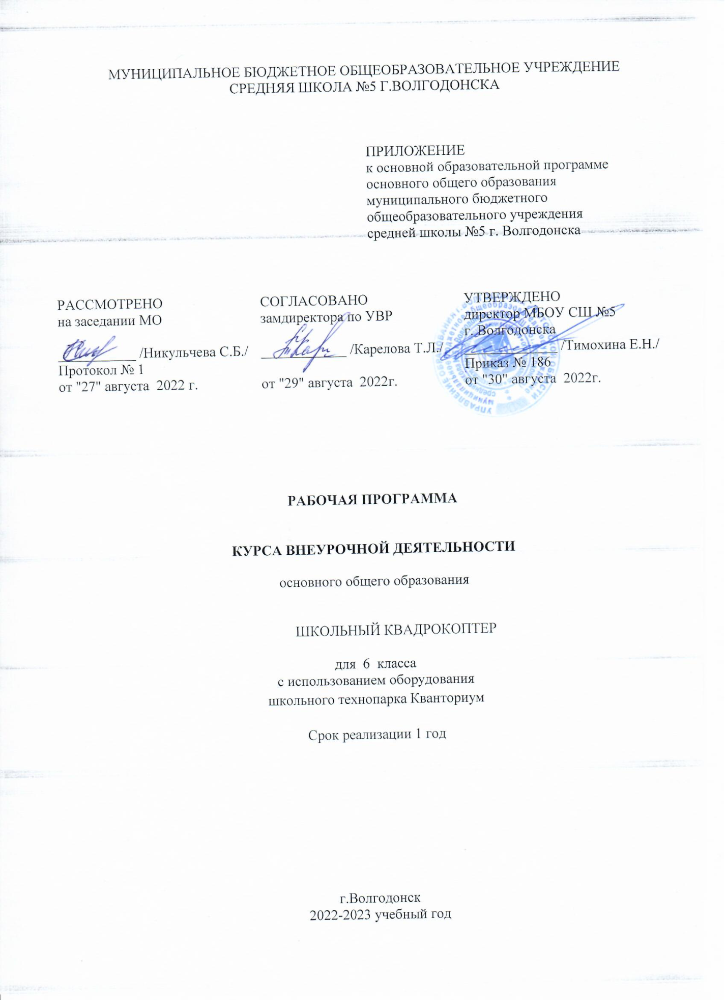 МУНИЦИПАЛЬНОЕ БЮДЖЕТНОЕ ОБЩЕОБРАЗОВАТЕЛЬНОЕ УЧРЕЖДЕНИЕ
СРЕДНЯЯ ШКОЛА №5 Г.ВОЛГОДОНСКА
ПРИЛОЖЕНИЕ
к основной образовательной программе
основного общего образования
муниципального бюджетного
общеобразовательного учреждения
средней школы №5 г. Волгодонска
РАССМОТРЕНО
на заседании МО
/Никульчева С.Б./
Протокол № 1
от "27" августа 2022 г.
СОГЛАСОВАНО
замдиректора по УВР
/Карелова Т.Л./
от "29" августа 2022г.
УТВЕРЖДЕНО
директор МБОУ СШ №5
г. Волгодонска
/Тимохина Е.Н./
Приказ № 186
от "30" августа 2022г.
РАБОЧАЯ ПРОГРАММА
КУРСА ВНЕУРОЧНОЙ ДЕЯТЕЛЬНОСТИ
основного общего образования
ШКОЛЬНЫЙ КВАДРОКОПТЕР
для 6 класса
с использованием оборудования
школьного технопарка Кванториум
Срок реализации 1 год
г.Волгодонск
2022-2023 учебный год